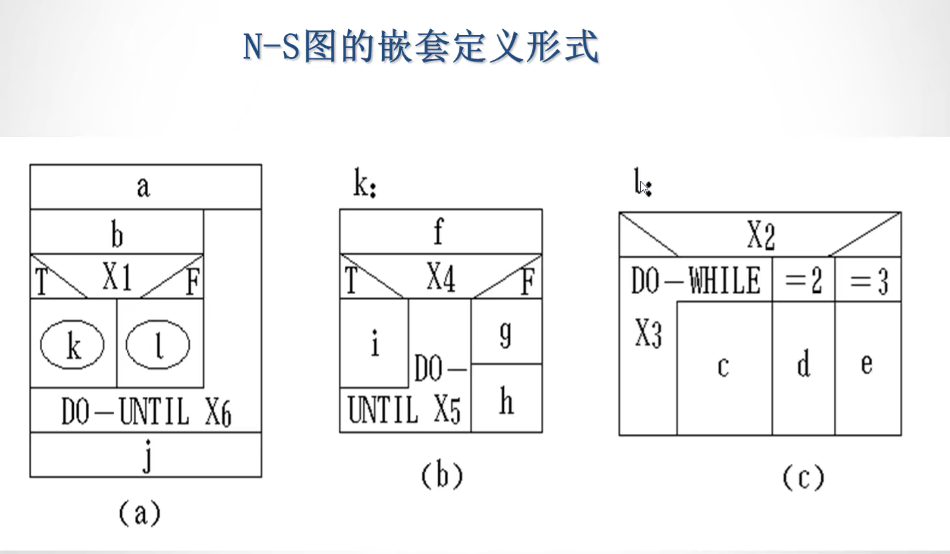 N-S图的嵌套定义形式
a
b
T X1 F
k l
DO-UNTIL X6
j
(a)
k:
f
T X4 F
i
g
DO-
UNTIL X5
h
(b)
l:
X2
DO-WHILE =2 =3
X3
c d e
(c)